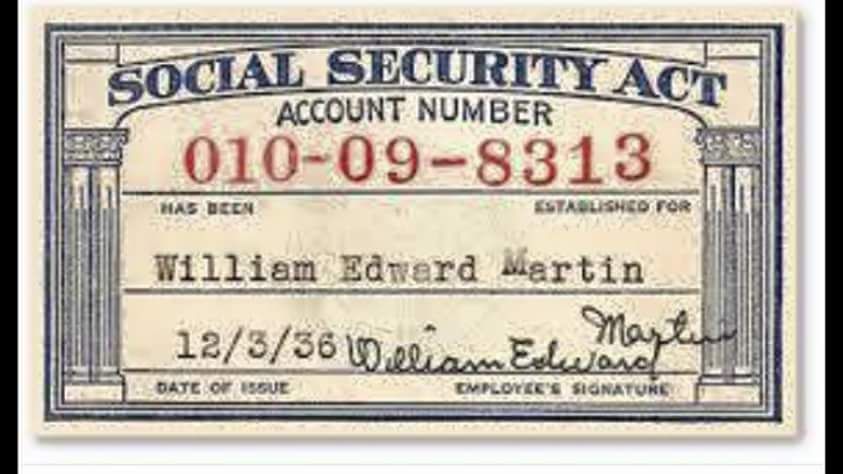 SOCIAL SECURITY ACT
ACCOUNT NUMBER
010-09-8313
HAS BEEN ESTABLISHED FOR
William Edward Martin
12/3/36 William Edward Martin
DATE OF ISSUE EMPLOYEE'S SIGNATURE